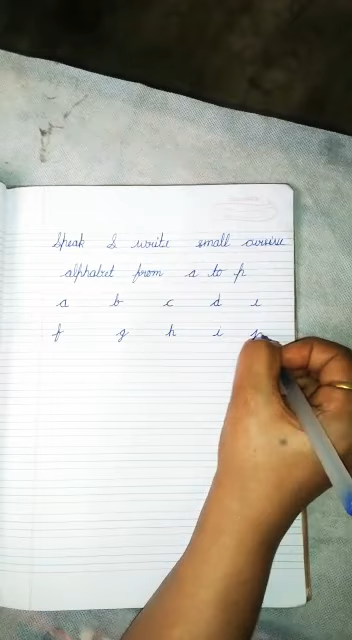 Speak & write small cursive
alphabet from a to p
a b c d e
f g h i